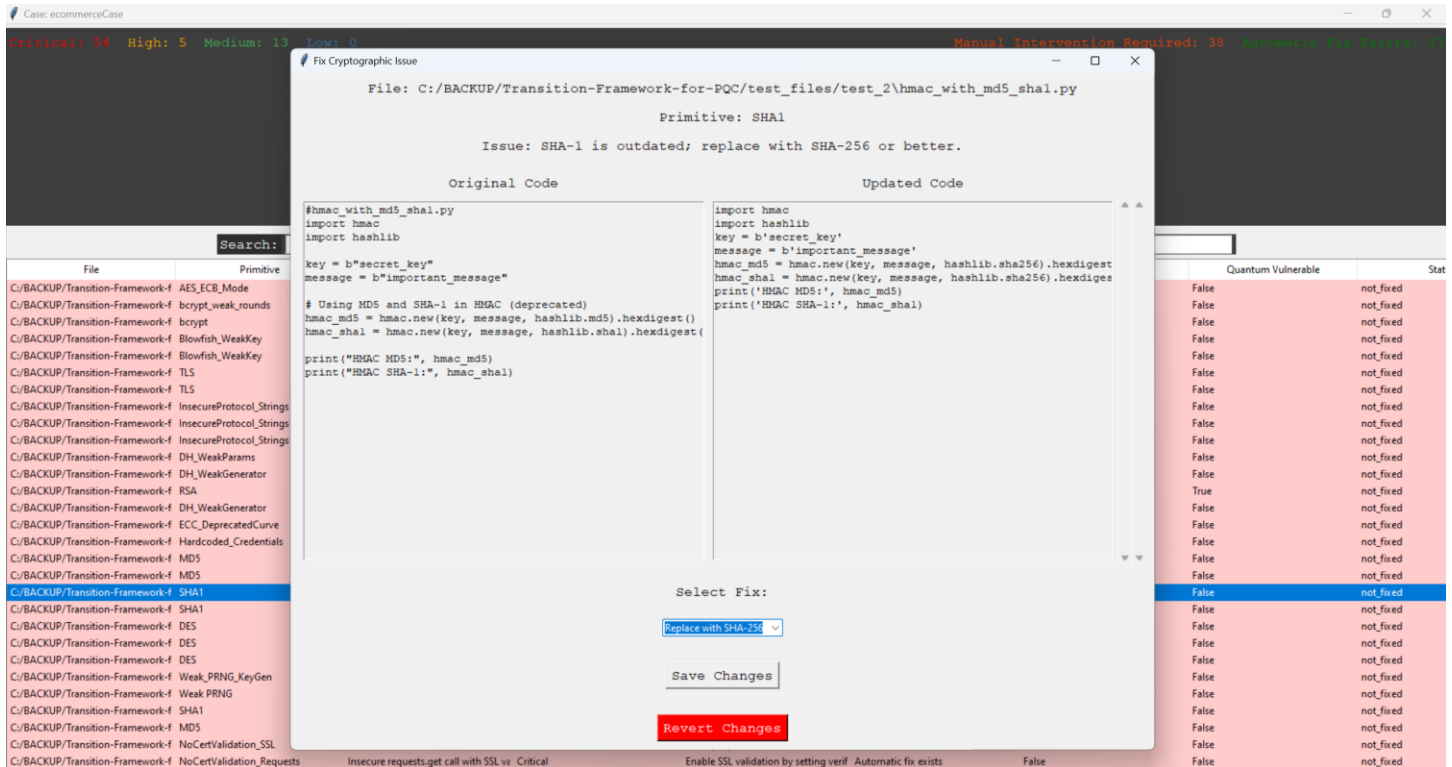 Case: ecommerceCase
Critical: 54 High: 5 Medium: 13 Low: 0
Manual Intervention Required: 38 Automatic Fix Exists: 37
Fix Cryptographic Issue
File: C:/BACKUP/Transition-Framework-for-PQC/test_files/test_2\hmac_with_md5_sha1.py
Primitive: SHA1
Issue: SHA-1 is outdated; replace with SHA-256 or better.
Original Code
#hmac_with_md5_sha1.py
import hmac
import hashlib
key = b"secret_key"
message = b"important_message"
# Using MD5 and SHA-1 in HMAC (deprecated)
hmac_md5 = hmac.new(key, message, hashlib.md5).hexdigest()
hmac_sha1 = hmac.new(key, message, hashlib.sha1).hexdigest(
print("HMAC MD5:", hmac_md5)
print("HMAC SHA-1:", hmac_sha1)
Updated Code
import hmac
import hashlib
key = b'secret_key'
message = b'important_message'
hmac_md5 = hmac.new(key, message, hashlib.sha256).hexdigest
hmac_sha1 = hmac.new(key, message, hashlib.sha256).hexdiges
print('HMAC MD5:', hmac_md5)
print('HMAC SHA-1:', hmac_sha1)
Select Fix:
Replace with SHA-256
Save Changes
Revert Changes
Search:
File Primitive Quantum Vulnerable Stat
C:/BACKUP/Transition-Framework-f AES_ECB_Mode False not_fixed
C:/BACKUP/Transition-Framework-f bcrypt_weak_rounds False not_fixed
C:/BACKUP/Transition-Framework-f bcrypt False not_fixed
C:/BACKUP/Transition-Framework-f Blowfish_WeakKey False not_fixed
C:/BACKUP/Transition-Framework-f Blowfish_WeakKey False not_fixed
C:/BACKUP/Transition-Framework-f TLS False not_fixed
C:/BACKUP/Transition-Framework-f TLS False not_fixed
C:/BACKUP/Transition-Framework-f InsecureProtocol_Strings False not_fixed
C:/BACKUP/Transition-Framework-f InsecureProtocol_Strings False not_fixed
C:/BACKUP/Transition-Framework-f InsecureProtocol_Strings False not_fixed
C:/BACKUP/Transition-Framework-f DH_WeakParams False not_fixed
C:/BACKUP/Transition-Framework-f DH_WeakGenerator False not_fixed
C:/BACKUP/Transition-Framework-f RSA True not_fixed
C:/BACKUP/Transition-Framework-f DH_WeakGenerator False not_fixed
C:/BACKUP/Transition-Framework-f ECC_DeprecatedCurve False not_fixed
C:/BACKUP/Transition-Framework-f Hardcoded_Credentials False not_fixed
C:/BACKUP/Transition-Framework-f MD5 False not_fixed
C:/BACKUP/Transition-Framework-f MD5 False not_fixed
C:/BACKUP/Transition-Framework-f SHA1 False not_fixed
C:/BACKUP/Transition-Framework-f SHA1 False not_fixed
C:/BACKUP/Transition-Framework-f DES False not_fixed
C:/BACKUP/Transition-Framework-f DES False not_fixed
C:/BACKUP/Transition-Framework-f DES False not_fixed
C:/BACKUP/Transition-Framework-f Weak_PRNG_KeyGen False not_fixed
C:/BACKUP/Transition-Framework-f Weak PRNG False not_fixed
C:/BACKUP/Transition-Framework-f SHA1 False not_fixed
C:/BACKUP/Transition-Framework-f MD5 False not_fixed
C:/BACKUP/Transition-Framework-f NoCertValidation_SSL False not_fixed
C:/BACKUP/Transition-Framework-f NoCertValidation_Requests Insecure requests.get call with SSL va Critical Enable SSL validation by setting verif Automatic fix exists False False not_fixed